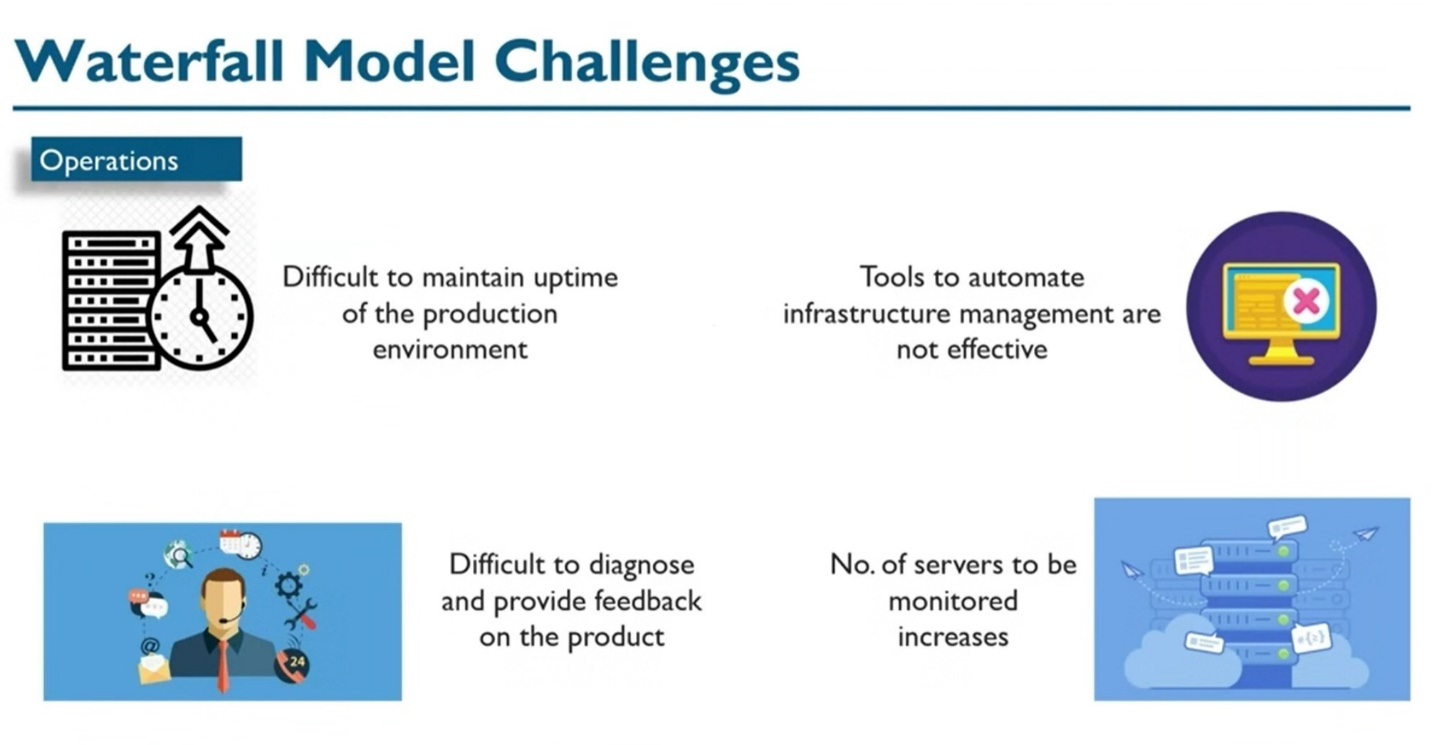 Waterfall Model Challenges
Operations
Difficult to maintain uptime
of the production
environment
Tools to automate
infrastructure management are
not effective
Difficult to diagnose
and provide feedback
on the product
No. of servers to be
monitored
increases
?
i
@
24
#{z}